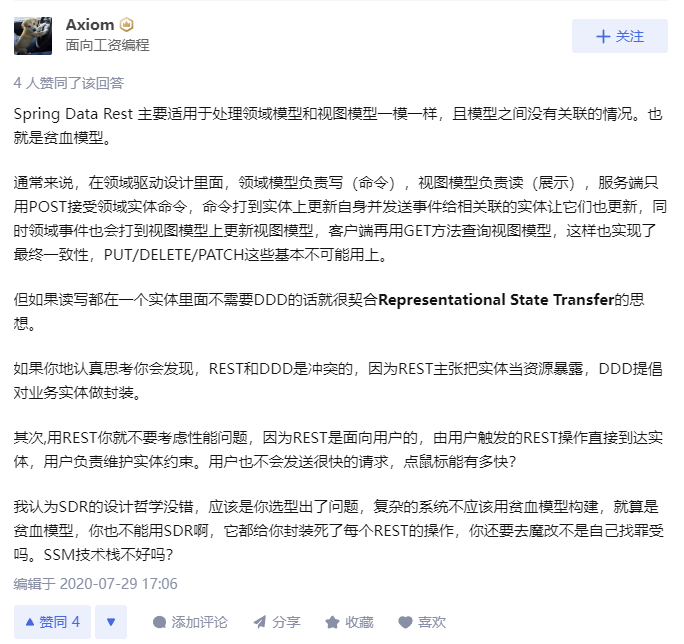 Axiom
面向工资编程
关注
4 人赞同了该回答
Spring Data Rest 主要适用于处理领域模型和视图模型一模一样，且模型之间没有关联的情况。也
就是贫血模型。
通常来说，在领域驱动设计里面，领域模型负责写（命令），视图模型负责读（展示），服务端只
用POST接受领域实体命令，命令打到实体上更新自身并发送事件给相关联的实体让它们也更新，同
时领域事件也会打到视图模型上更新视图模型，客户端再用GET方法查询视图模型，这样也实现了
最终一致性，PUT/DELETE/PATCH这些基本不可能用上。
但如果读写都在一个实体里面不需要DDD的话就很契合Representational State Transfer的思
想。
如果你地认真思考你会发现，REST和DDD是冲突的，因为REST主张把实体当资源暴露，DDD提倡
对业务实体做封装。
其次,用REST你就不要考虑性能问题，因为REST是面向用户的，由用户触发的REST操作直接到达实
体，用户负责维护实体约束。用户也不会发送很快的请求，点鼠标能有多快？
我认为SDR的设计哲学没错，应该是你选型出了问题，复杂的系统不应该用贫血模型构建，就算是
贫血模型，你也不能用SDR啊，它都给你封装死了每个REST的操作，你还要去魔改不是自己找罪受
吗。SSM技术栈不好吗？
编辑于 2020-07-29 17:06
赞同 4 添加评论 分享 收藏 喜欢